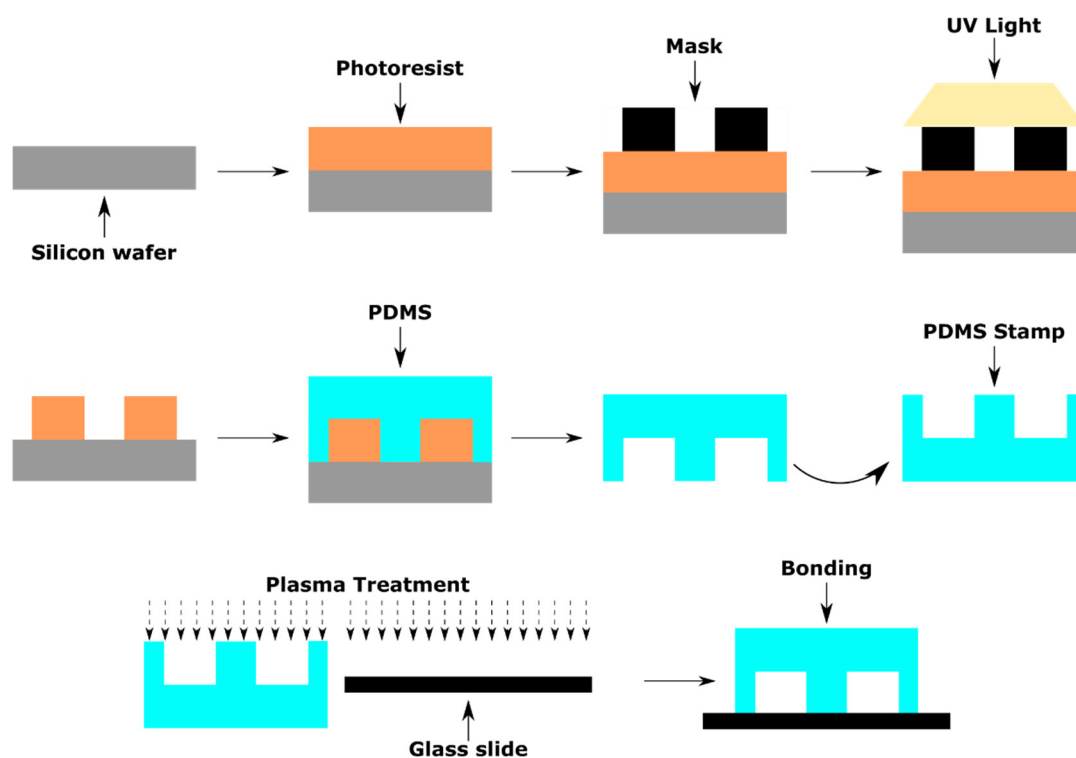 UV Light
Mask
Photoresist
Silicon wafer
PDMS
PDMS Stamp
Plasma Treatment
Bonding
Glass slide